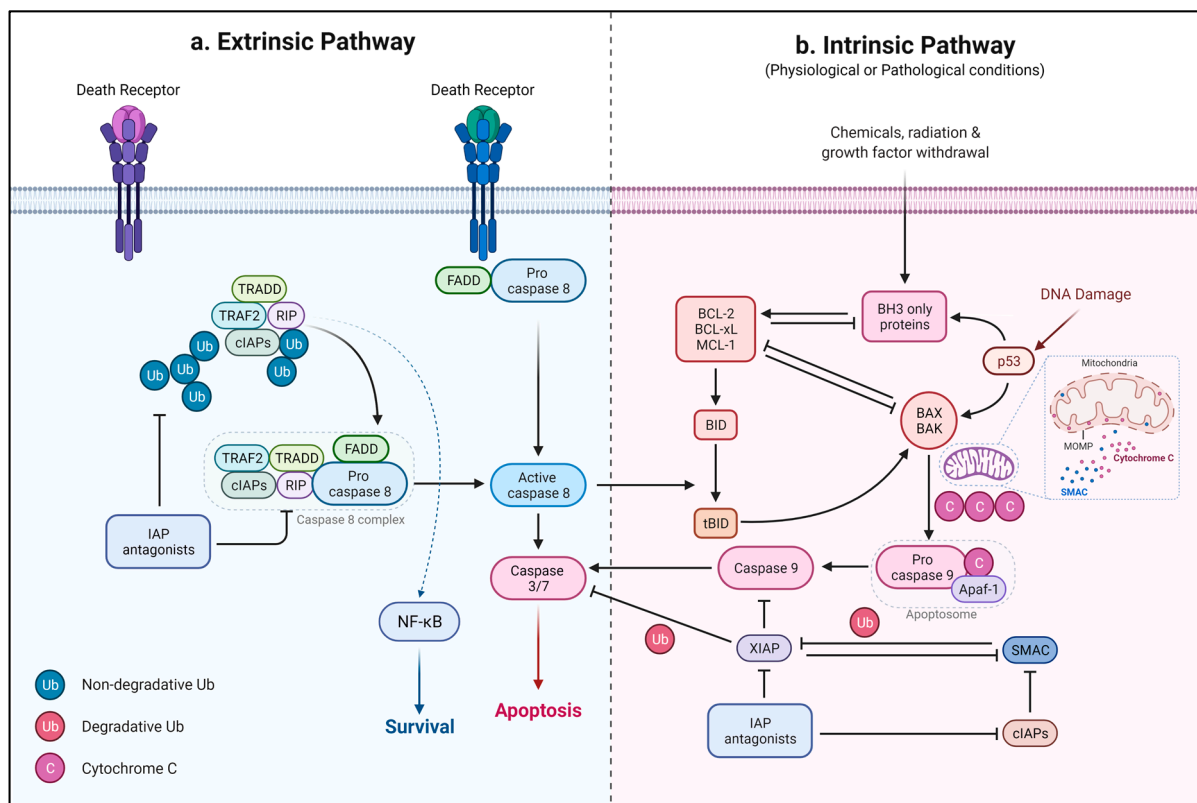 a. Extrinsic Pathway
Death Receptor
Death Receptor
FADD
Pro
caspase 8
TRADD
TRAF2
RIP
cIAPs
Ub
Ub
Ub
Ub
Ub
Ub
Ub
FADD
TRAF2
TRADD
cIAPs
RIP
Pro
caspase 8
Caspase 8 complex
IAP
antagonists
Active
caspase 8
Caspase
3/7
NF-κB
Survival
Apoptosis
Ub
Non-degradative Ub
Ub
Degradative Ub
C
Cytochrome C
b. Intrinsic Pathway
(Physiological or Pathological conditions)
Chemicals, radiation &
growth factor withdrawal
BCL-2
BCL-xL
MCL-1
BH3 only
proteins
DNA Damage
p53
BID
BAX
BAK
Mitochondria
MOMP
Cytochrome C
SMAC
tBID
C
C
C
Caspase 9
Pro
caspase 9
C
Apaf-1
Apoptosome
Ub
Ub
XIAP
SMAC
IAP
antagonists
cIAPs